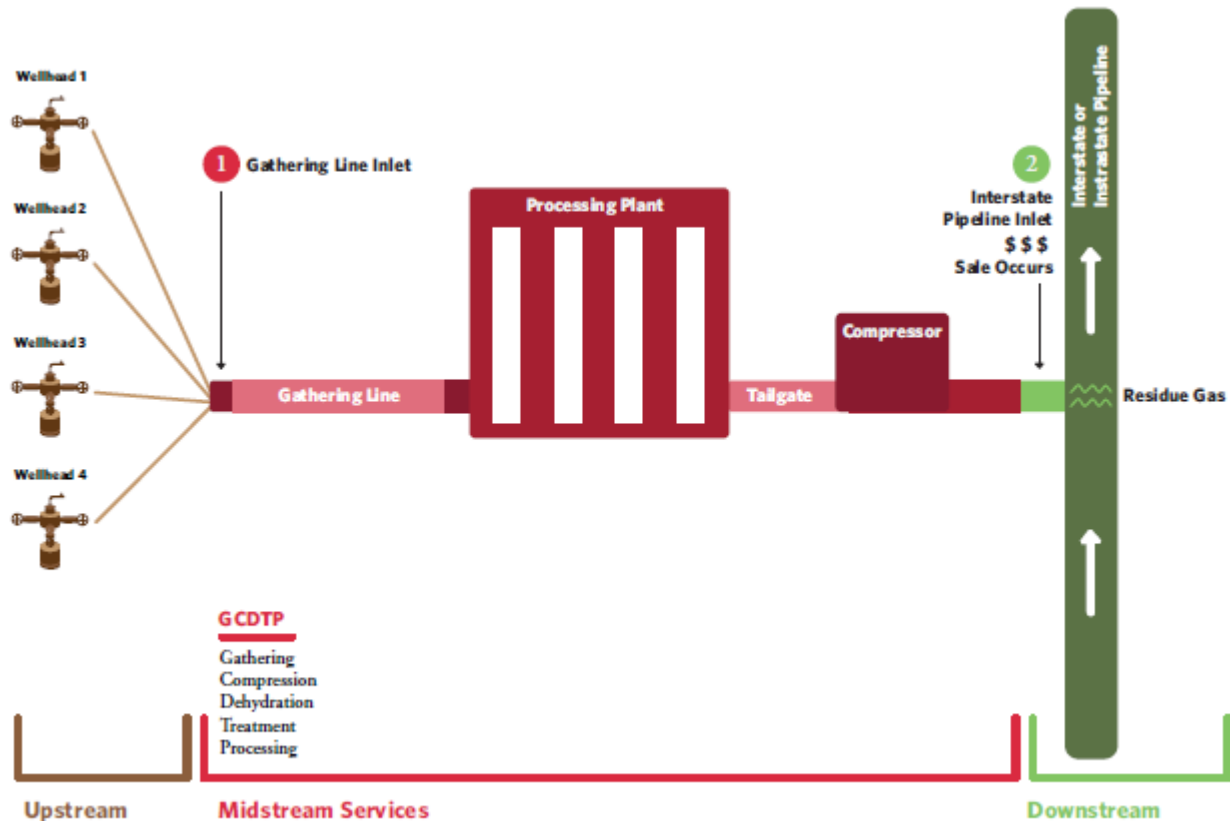 Wellhead 1
Wellhead 2
Wellhead 3
Wellhead 4
1 Gathering Line Inlet
Gathering Line
Processing Plant
Tailgate
Compressor
2
Interstate
Pipeline Inlet
$ $ $
Sale Occurs
Interstate or
Instrastate Pipeline
Residue Gas
GCDTP
Gathering
Compression
Dehydration
Treatment
Processing
Upstream
Midstream Services
Downstream